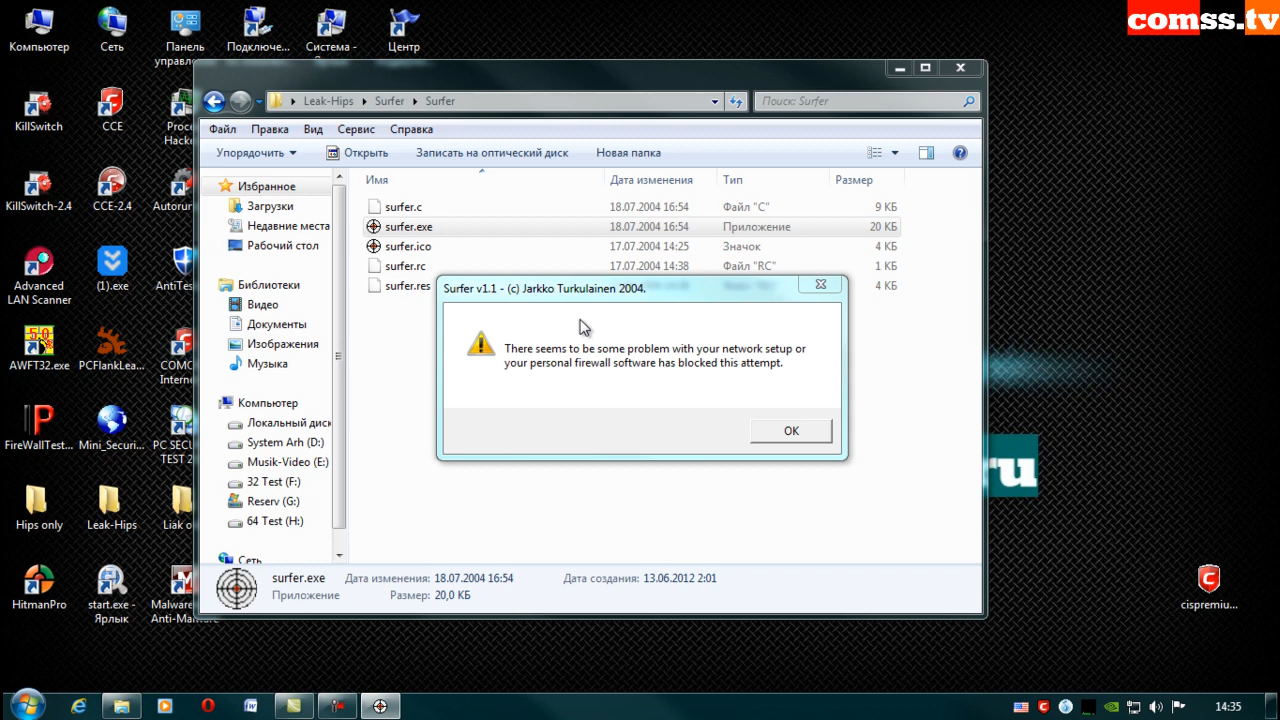 comss.tv
Компьютер
Сеть
Панель
управ
Подключе...
Система -
Центр
KillSwitch
CCE
Proce
Hacke
KillSwitch-2.4
CCE-2.4
Autorun
Advanced
LAN Scanner
(1).exe
AntiTes
AWFT32.exe
PCFlankLea...
COMO
Interne
FireWallTest...
Mini_Securi...
PC SECU
TEST 2
Hips only
Leak-Hips
Liak o
HitmanPro
start.exe -
Ярлык
Malware
Anti-Malware
cispremiu...
ru
Leak-Hips
Surfer
Surfer
Поиск: Surfer
Файл
Правка
Вид
Сервис
Справка
Упорядочить
Открыть
Записать на оптический диск
Новая папка
Избранное
Загрузки
Недавние места
Рабочий стол
Библиотеки
Видео
Документы
Изображения
Музыка
Компьютер
Локальный диск
System Arh (D:)
Musik-Video (E:)
32 Test (F:)
Reserv (G:)
64 Test (H:)
Сеть
Имя
Дата изменения
Тип
Размер
surfer.c 18.07.2004 16:54 Файл "C" 9 КБ
surfer.exe 18.07.2004 16:54 Приложение 20 КБ
surfer.ico 17.07.2004 14:25 Значок 4 КБ
surfer.rc 17.07.2004 14:38 Файл "RC" 1 КБ
surfer.res 4 КБ
Surfer v1.1 - (c) Jarkko Turkulainen 2004.
There seems to be some problem with your network setup or
your personal firewall software has blocked this attempt.
OK
surfer.exe Дата изменения: 18.07.2004 16:54 Дата создания: 13.06.2012 2:01
Приложение Размер: 20,0 КБ
14:35